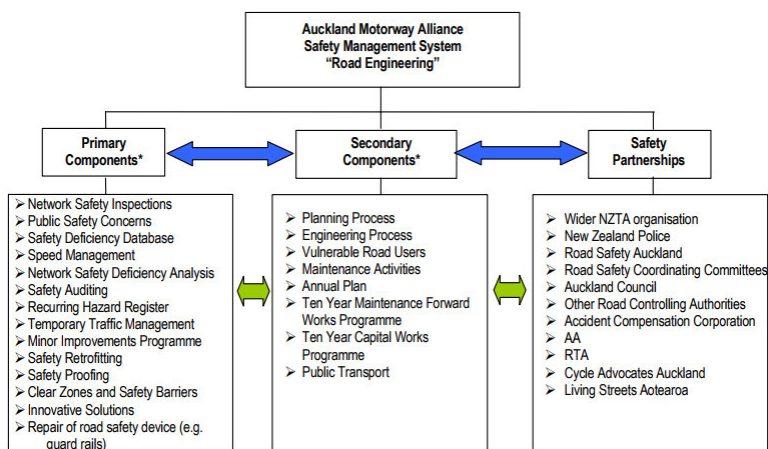 Auckland Motorway Alliance
Safety Management System
“Road Engineering”
Primary
Components*
Secondary
Components*
Safety
Partnerships
➢ Network Safety Inspections
➢ Public Safety Concerns
➢ Safety Deficiency Database
➢ Speed Management
➢ Network Safety Deficiency Analysis
➢ Safety Auditing
➢ Recurring Hazard Register
➢ Temporary Traffic Management
➢ Minor Improvements Programme
➢ Safety Retrofitting
➢ Safety Proofing
➢ Clear Zones and Safety Barriers
➢ Innovative Solutions
➢ Repair of road safety device (e.g.
guard rails)
➢ Planning Process
➢ Engineering Process
➢ Vulnerable Road Users
➢ Maintenance Activities
➢ Annual Plan
➢ Ten Year Maintenance Forward
Works Programme
➢ Ten Year Capital Works
Programme
➢ Public Transport
➢ Wider NZTA organisation
➢ New Zealand Police
➢ Road Safety Auckland
➢ Road Safety Coordinating Committees
➢ Auckland Council
➢ Other Road Controlling Authorities
➢ Accident Compensation Corporation
➢ AA
➢ RTA
➢ Cycle Advocates Auckland
➢ Living Streets Aotearoa